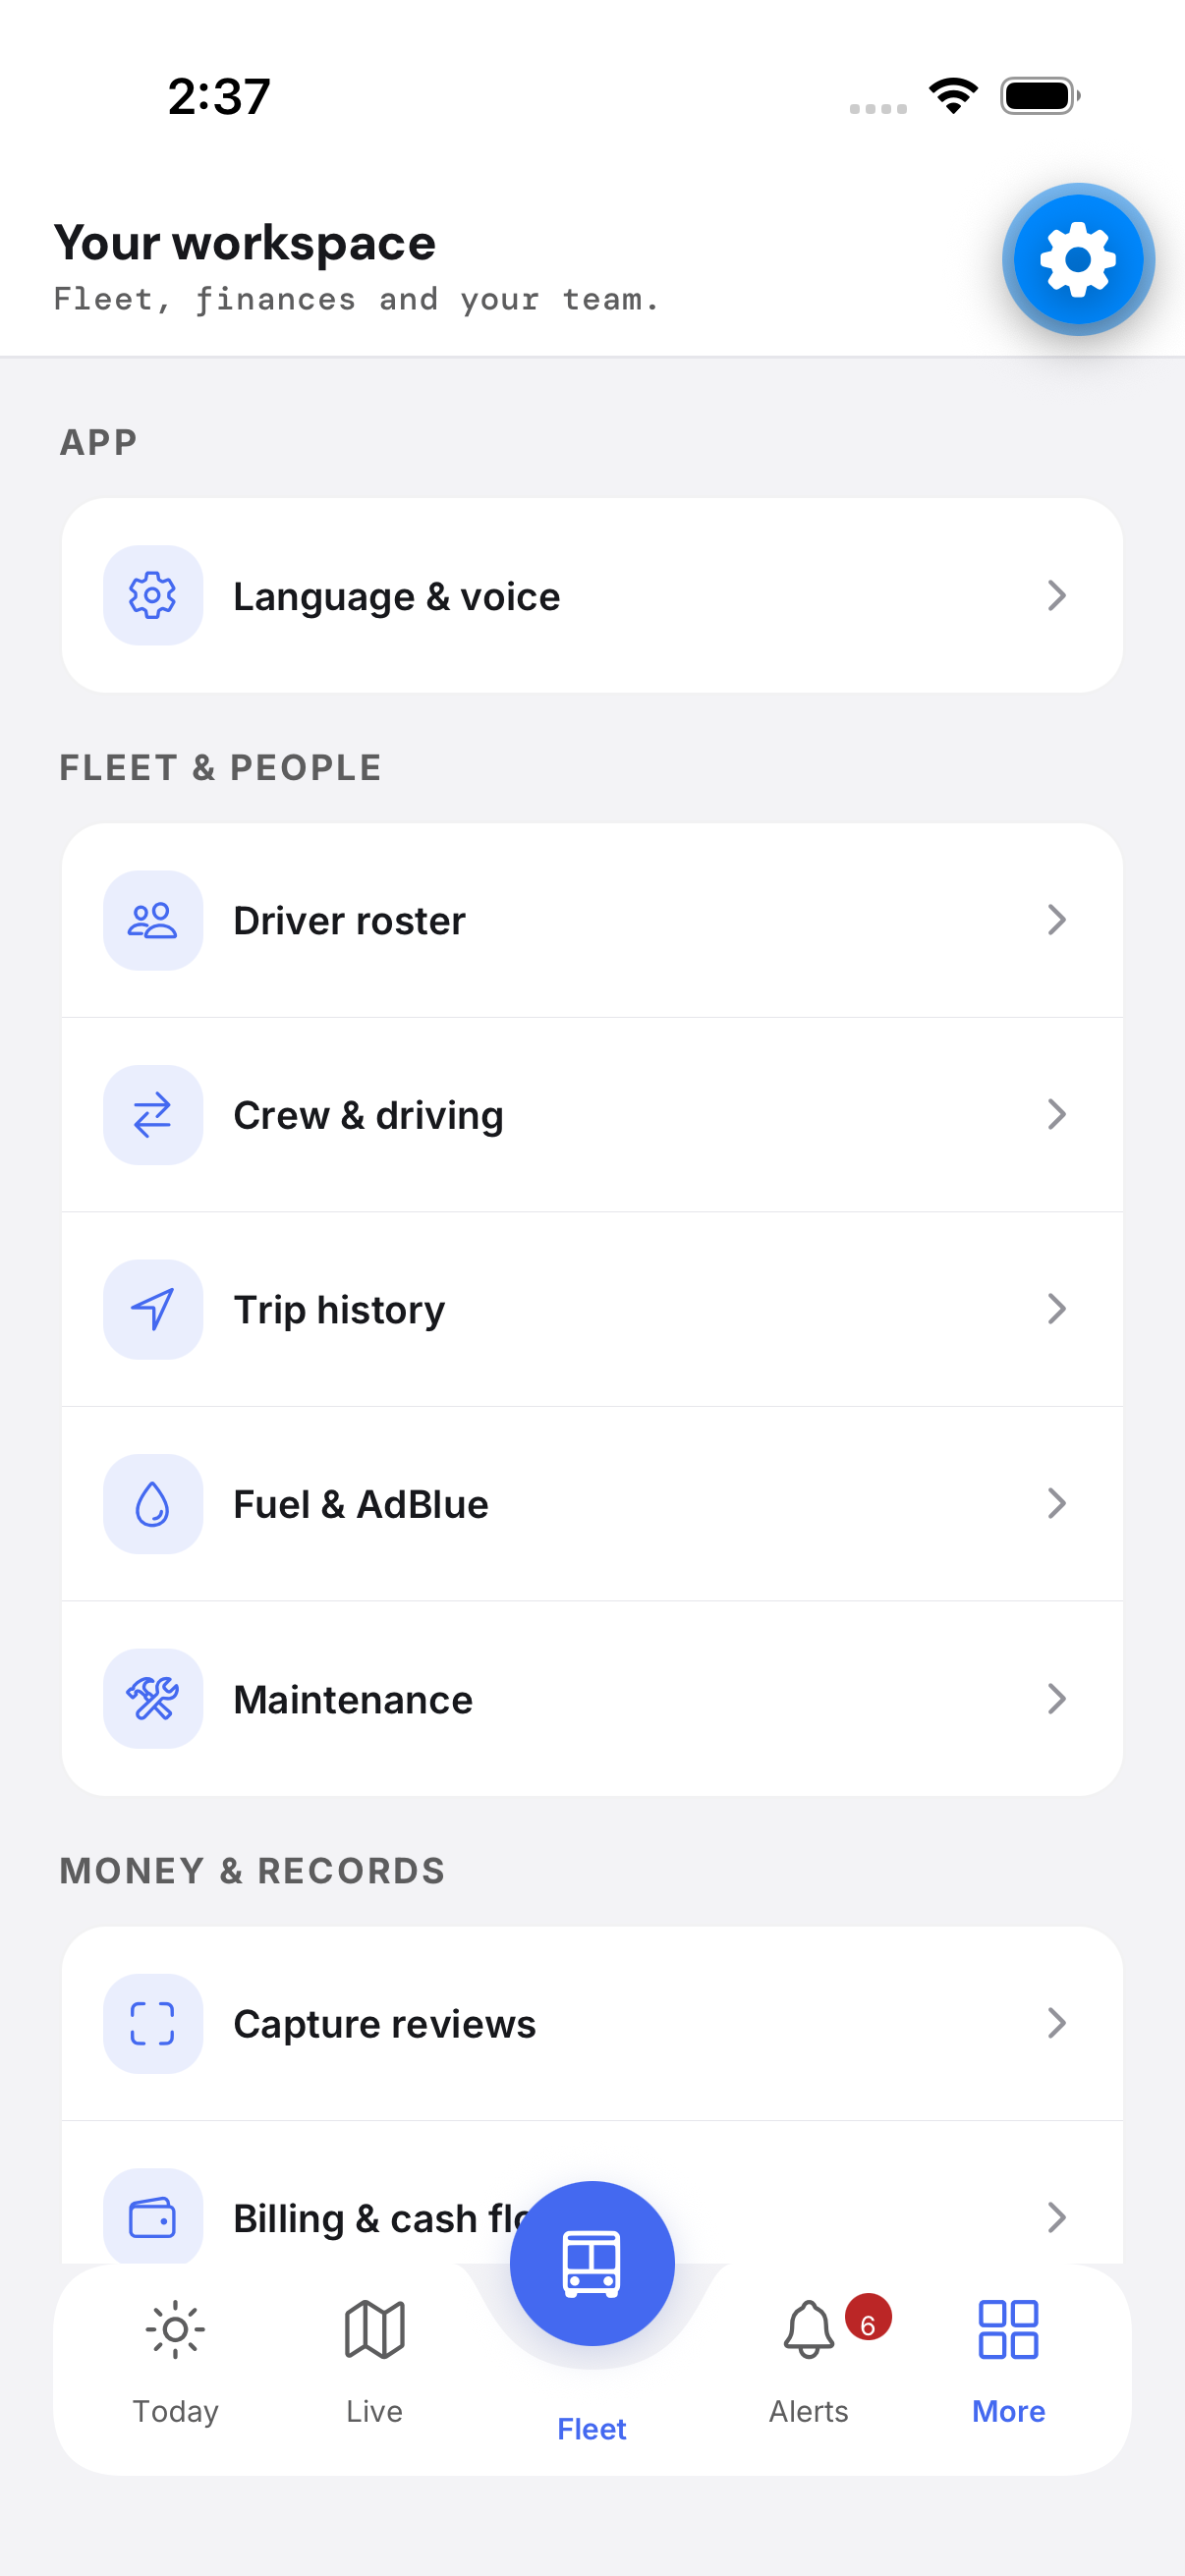 2:37
Your workspace
Fleet, finances and your team.
APP
Language & voice
FLEET & PEOPLE
Driver roster
Crew & driving
Trip history
Fuel & AdBlue
Maintenance
MONEY & RECORDS
Capture reviews
Billing & cash
6
Today
Live
Fleet
Alerts
More